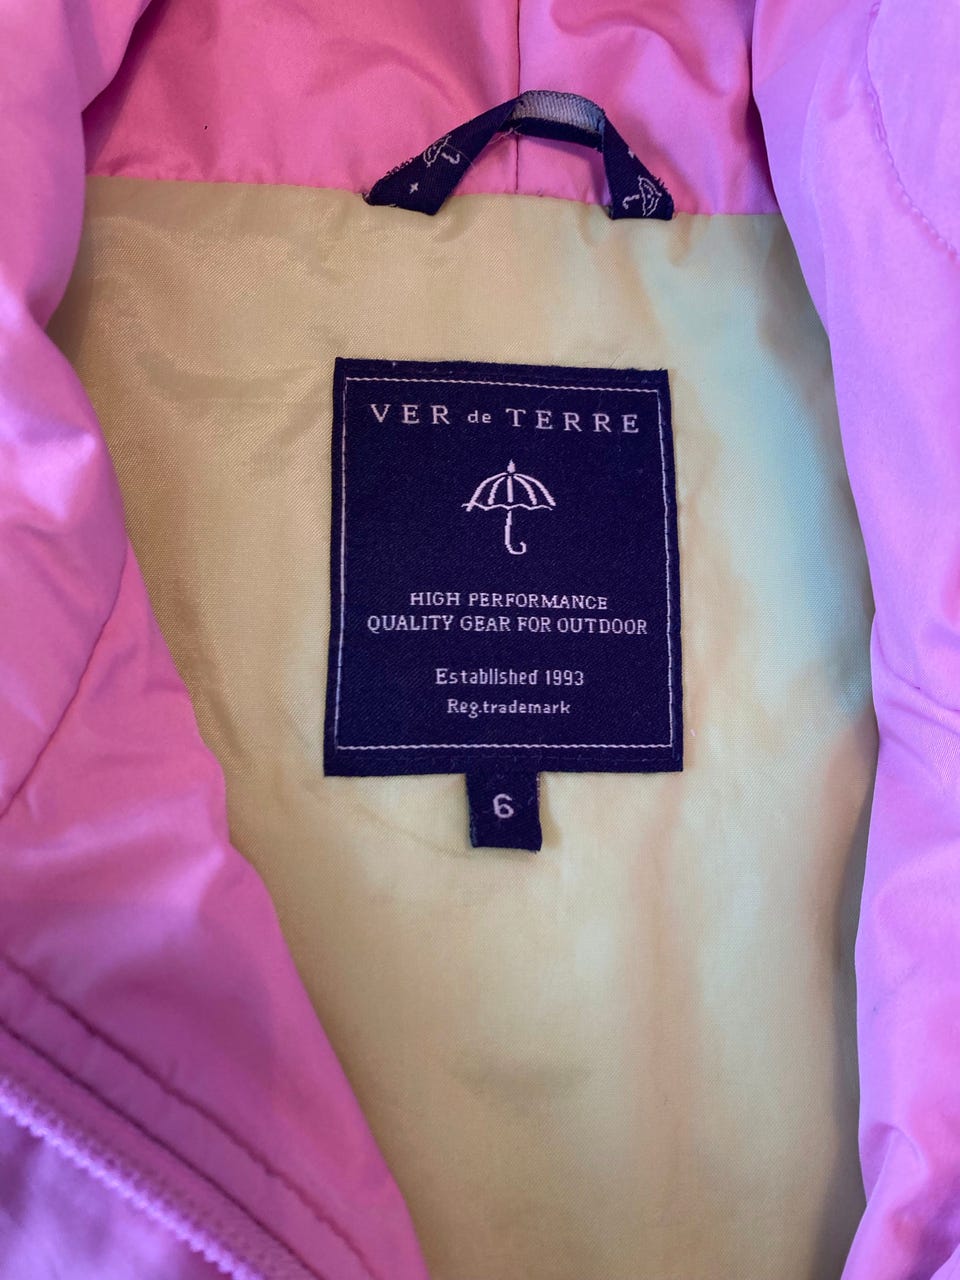 VER de TERRE
HIGH PERFORMANCE
QUALITY GEAR FOR OUTDOOR
Established 1993
Reg.trademark
6